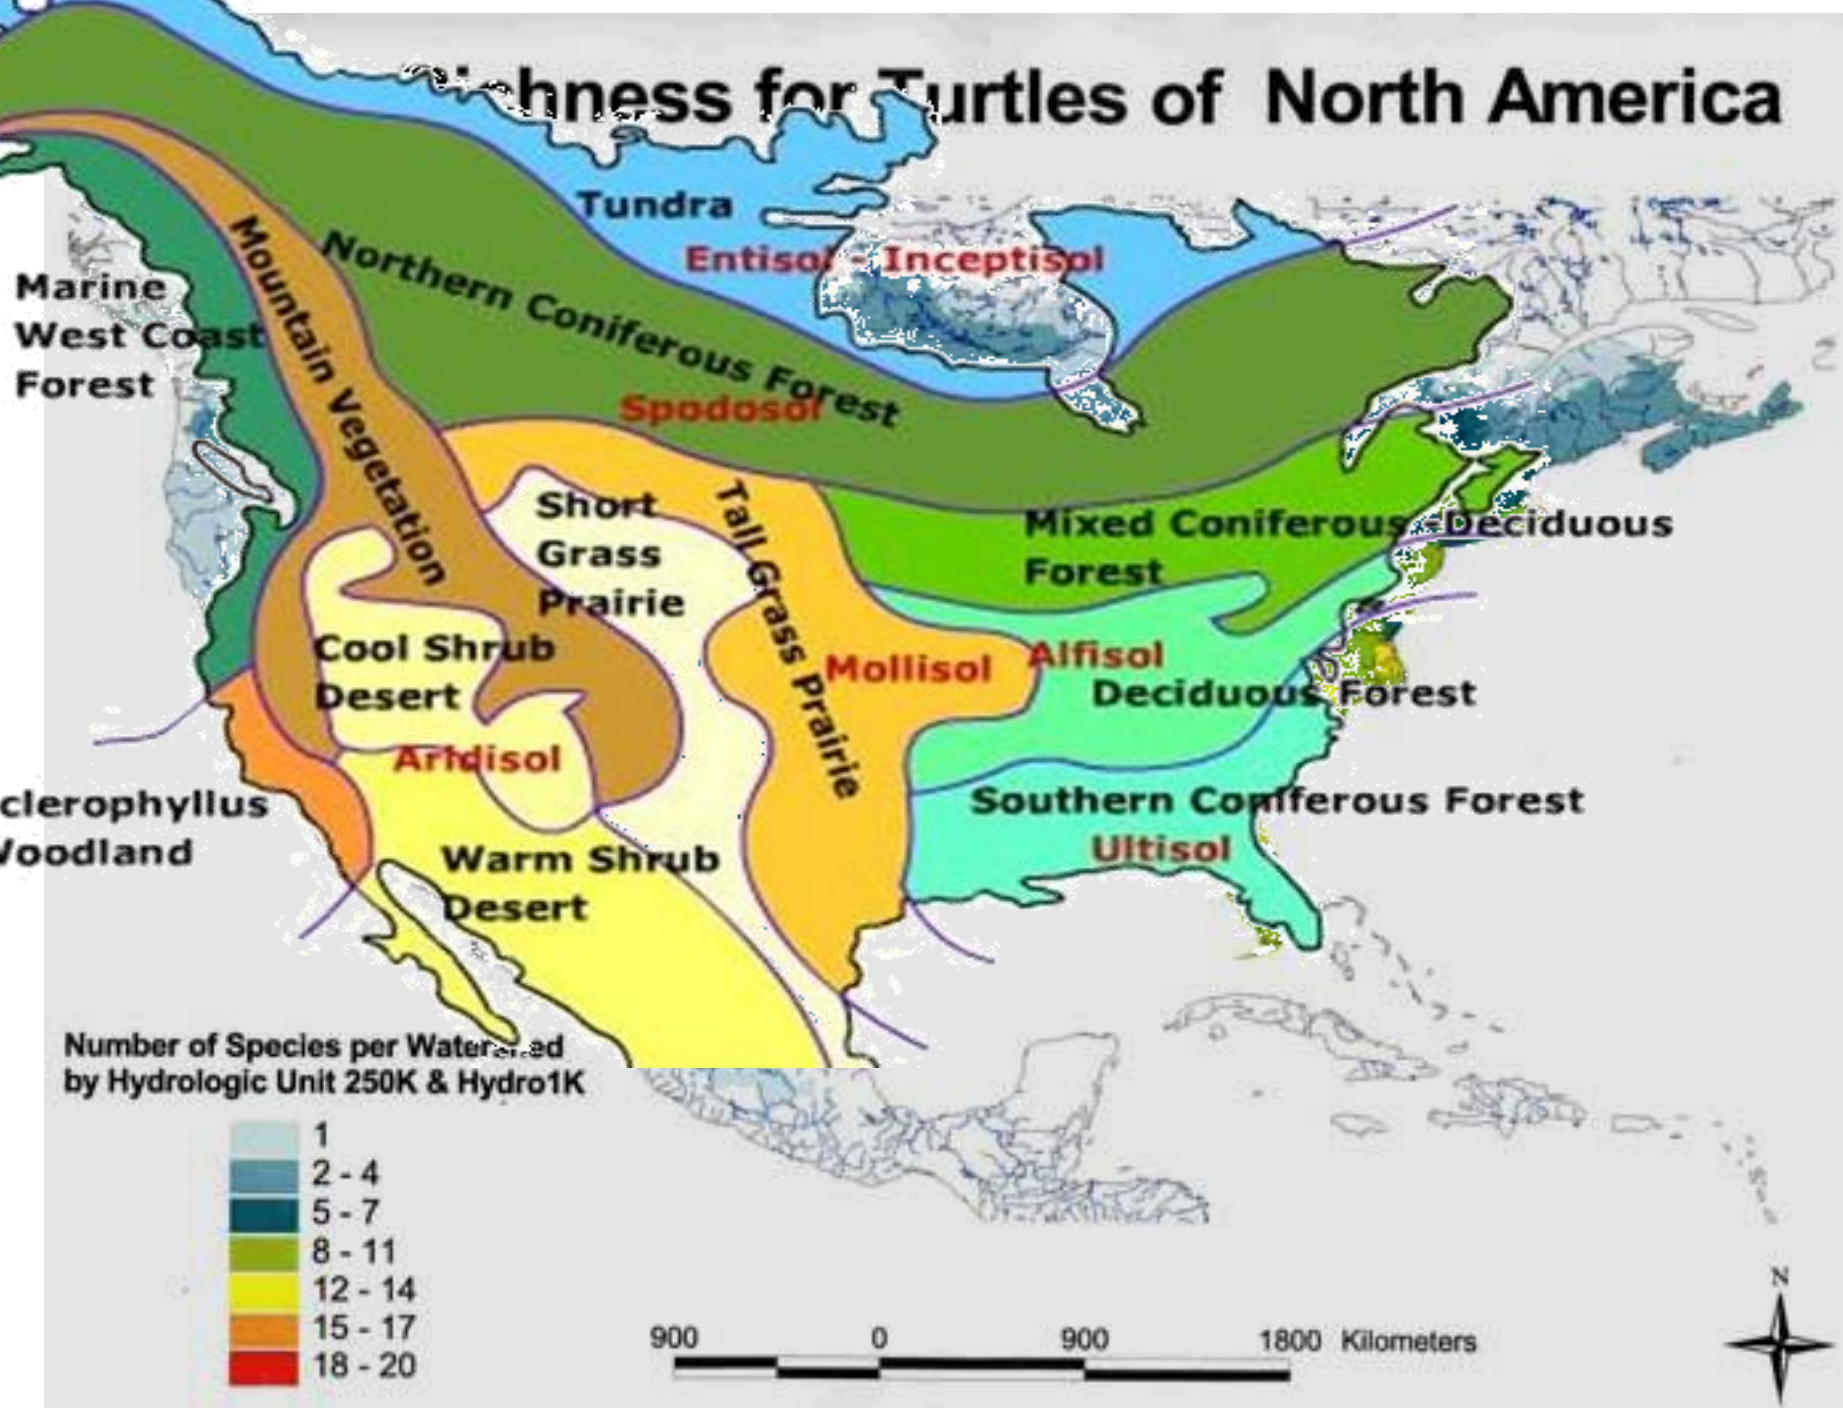 chness for Turtles of North America
Tundra
Entisol - Inceptisol
Northern Coniferous Forest
Spodosol
Mountain Vegetation
Marine
West Coast
Forest
Short
Grass
Prairie
Tall Grass Prairie
Mixed Coniferous -Deciduous
Forest
Cool Shrub
Desert
Mollisol
Alfisol
Deciduous Forest
Aridisol
clerophyllus
Woodland
Southern Coniferous Forest
Ultisol
Warm Shrub
Desert
Number of Species per Watershed
by Hydrologic Unit 250K & Hydro1K
1
2 - 4
5 - 7
8 - 11
12 - 14
15 - 17
18 - 20
900 0 900 1800 Kilometers
N